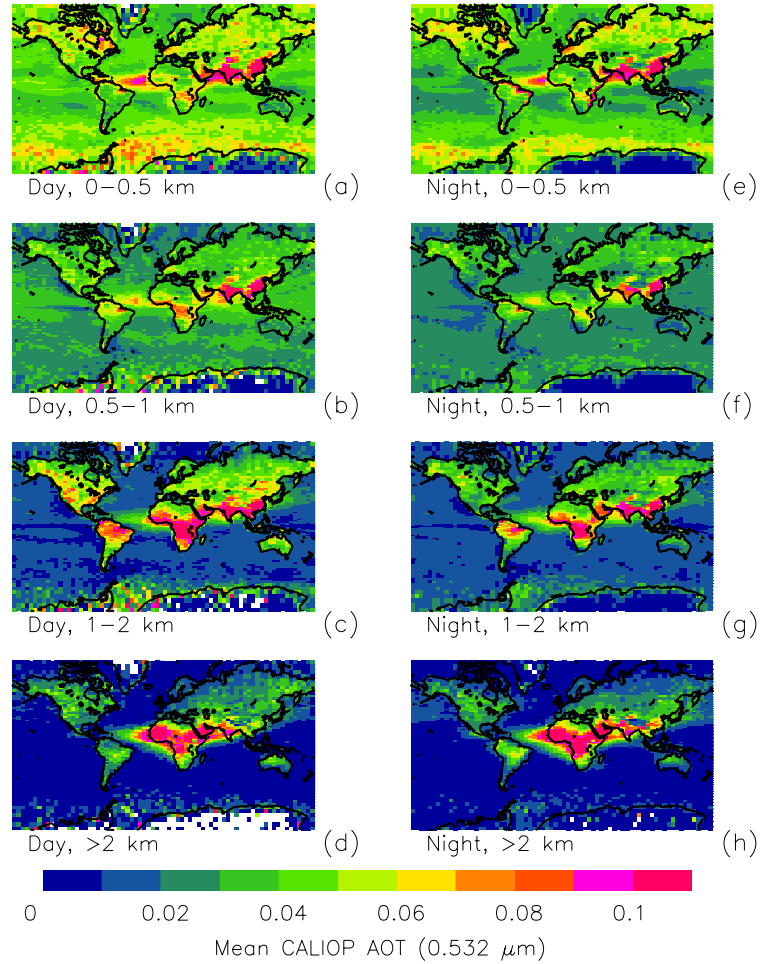 Day, 0−0.5 km (a)
Night, 0−0.5 km (e)
Day, 0.5−1 km (b)
Night, 0.5−1 km (f)
Day, 1−2 km (c)
Night, 1−2 km (g)
Day, >2 km (d)
Night, >2 km (h)
0 0.02 0.04 0.06 0.08 0.1
Mean CALIOP AOT (0.532 μm)